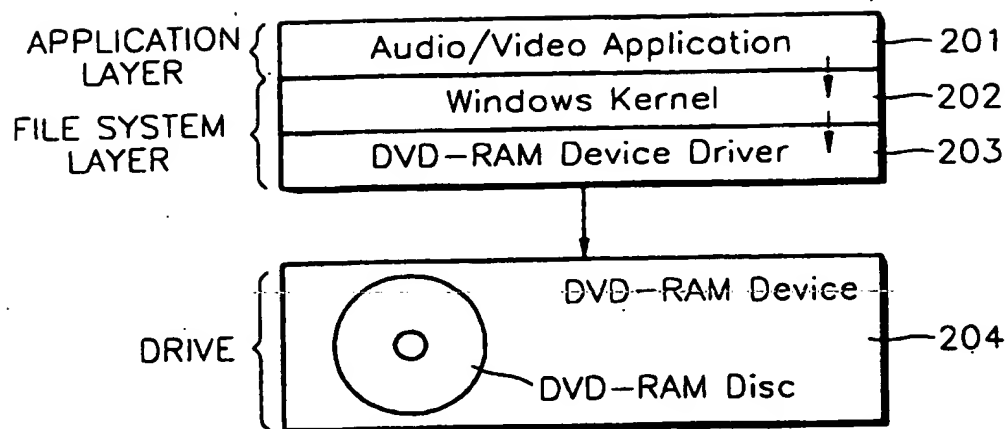 APPLICATION LAYER
Audio/Video Application
201
Windows Kernel
202
FILE SYSTEM LAYER
DVD-RAM Device Driver
203
DVD-RAM Device
DRIVE
204
DVD-RAM Disc